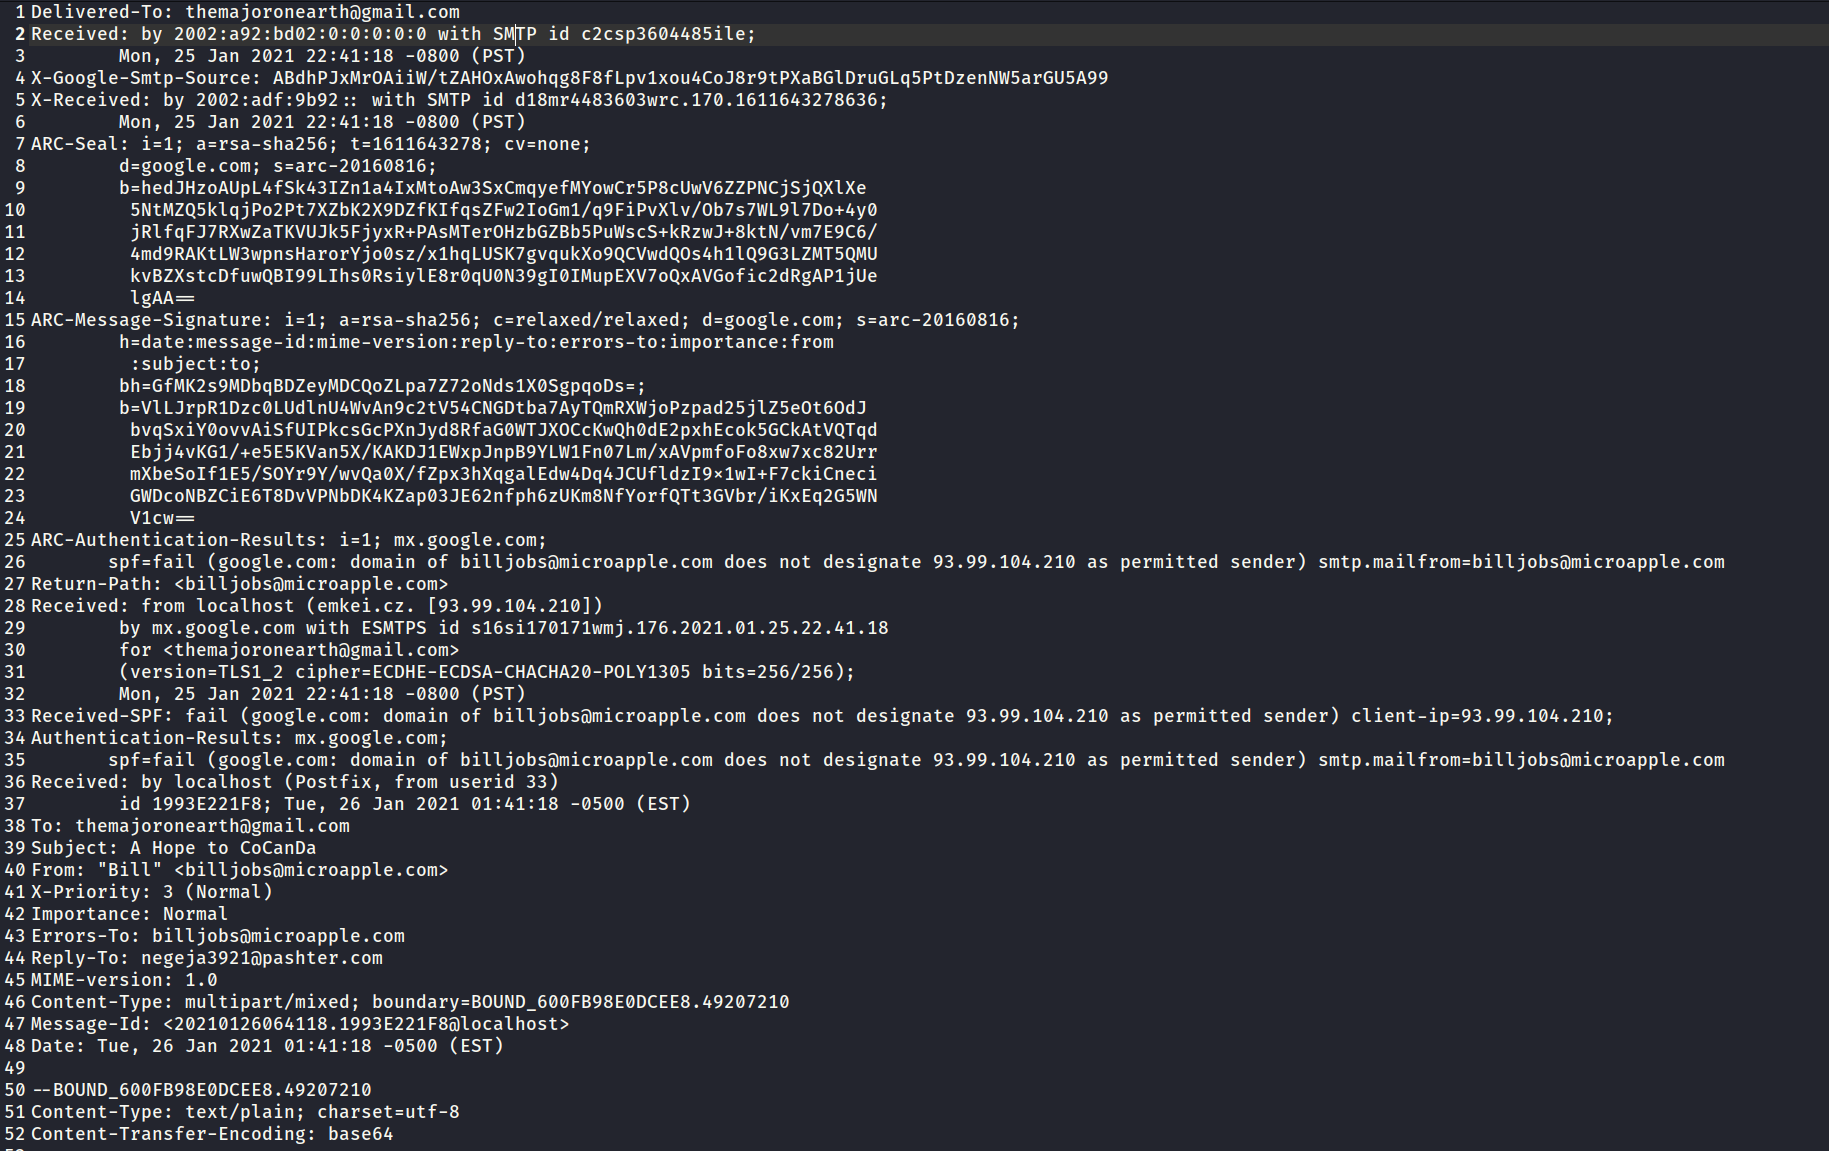 1 Delivered-To: themajoronearth@gmail.com
2 Received: by 2002:a92:bd02:0:0:0:0:0 with SMTP id c2csp3604485ile;
3 Mon, 25 Jan 2021 22:41:18 -0800 (PST)
4 X-Google-Smtp-Source: ABdhPJxMrOAiiW/tZAHOxAwohqg8F8fLpv1xou4CoJ8r9tPXaBGlDruGLq5PtDzenNW5arGU5A99
5 X-Received: by 2002:adf:9b92:: with SMTP id d18mr4483603wrc.170.1611643278636;
6 Mon, 25 Jan 2021 22:41:18 -0800 (PST)
7 ARC-Seal: i=1; a=rsa-sha256; t=1611643278; cv=none;
8 d=google.com; s=arc-20160816;
9 b=hedJHzoAUpL4fSk43IZn1a4IxMtoAw3SxCmqyefMYowCr5P8cUwV6ZZPNCjSjQXlXe
10 5NtMZQ5klqjPo2Pt7XZbK2X9DZfKIfqsZFw2IoGm1/q9FiPvXlv/Ob7s7WL9l7Do+4y0
11 jRlfqFJ7RXwZaTKVUJk5FjyxR+PAsMTerOHzbGZBb5PuWscS+kRzwJ+8ktN/vm7E9C6/
12 4md9RAKtLW3wpnsHarorYjo0sz/x1hqLUSK7gvqukXo9QCVwdQOs4h1lQ9G3LZMT5QMU
13 kvBZXstcDfuwQBI99LIhs0RsiylE8r0qU0N39gI0IMupEXV7oQxAVGofic2dRgAP1jUe
14 lgAA==
15 ARC-Message-Signature: i=1; a=rsa-sha256; c=relaxed/relaxed; d=google.com; s=arc-20160816;
16 h=date:message-id:mime-version:reply-to:errors-to:importance:from
17 :subject:to;
18 bh=GfMK2s9MDbqBDZeyMDCQoZLpa7Z72oNds1X0SgpqoDs=;
19 b=VlLJrpR1Dzc0LUdlnU4WvAn9c2tV54CNGDtba7AyTQmRXWjoPzpad25jlZ5eOt6OdJ
20 bvqSxiY0ovvAiSfUIPkcsGcPXnJyd8RfaG0WTJXOCcKwQh0dE2pxhEcok5GCkAtVQTqd
21 Ebjj4vKG1/+e5E5KVan5X/KAKDJ1EWxpJnpB9YLW1Fn07Lm/xAVpmfoFo8xw7xc82Urr
22 mXbeSoIf1E5/SOYr9Y/wvQa0X/fZpx3hXqgalEdw4Dq4JCUfldzI9×1wI+F7ckiCneci
23 GWDcoNBZCiE6T8DvVPNbDK4KZap03JE62nfph6zUKm8NfYorfQTt3GVbr/iKxEq2G5WN
24 V1cw==
25 ARC-Authentication-Results: i=1; mx.google.com;
26 spf=fail (google.com: domain of billjobs@microapple.com does not designate 93.99.104.210 as permitted sender) smtp.mailfrom=billjobs@microapple.com
27 Return-Path: <billjobs@microapple.com>
28 Received: from localhost (emkei.cz. [93.99.104.210])
29 by mx.google.com with ESMTPS id s16si170171wmj.176.2021.01.25.22.41.18
30 for <themajoronearth@gmail.com>
31 (version=TLS1_2 cipher=ECDHE-ECDSA-CHACHA20-POLY1305 bits=256/256);
32 Mon, 25 Jan 2021 22:41:18 -0800 (PST)
33 Received-SPF: fail (google.com: domain of billjobs@microapple.com does not designate 93.99.104.210 as permitted sender) client-ip=93.99.104.210;
34 Authentication-Results: mx.google.com;
35 spf=fail (google.com: domain of billjobs@microapple.com does not designate 93.99.104.210 as permitted sender) smtp.mailfrom=billjobs@microapple.com
36 Received: by localhost (Postfix, from userid 33)
37 id 1993E221F8; Tue, 26 Jan 2021 01:41:18 -0500 (EST)
38 To: themajoronearth@gmail.com
39 Subject: A Hope to CoCanDa
40 From: "Bill" <billjobs@microapple.com>
41 X-Priority: 3 (Normal)
42 Importance: Normal
43 Errors-To: billjobs@microapple.com
44 Reply-To: negeja3921@pashter.com
45 MIME-version: 1.0
46 Content-Type: multipart/mixed; boundary=BOUND_600FB98E0DCEE8.49207210
47 Message-Id: <20210126064118.1993E221F8@localhost>
48 Date: Tue, 26 Jan 2021 01:41:18 -0500 (EST)
49
50 --BOUND_600FB98E0DCEE8.49207210
51 Content-Type: text/plain; charset=utf-8
52 Content-Transfer-Encoding: base64